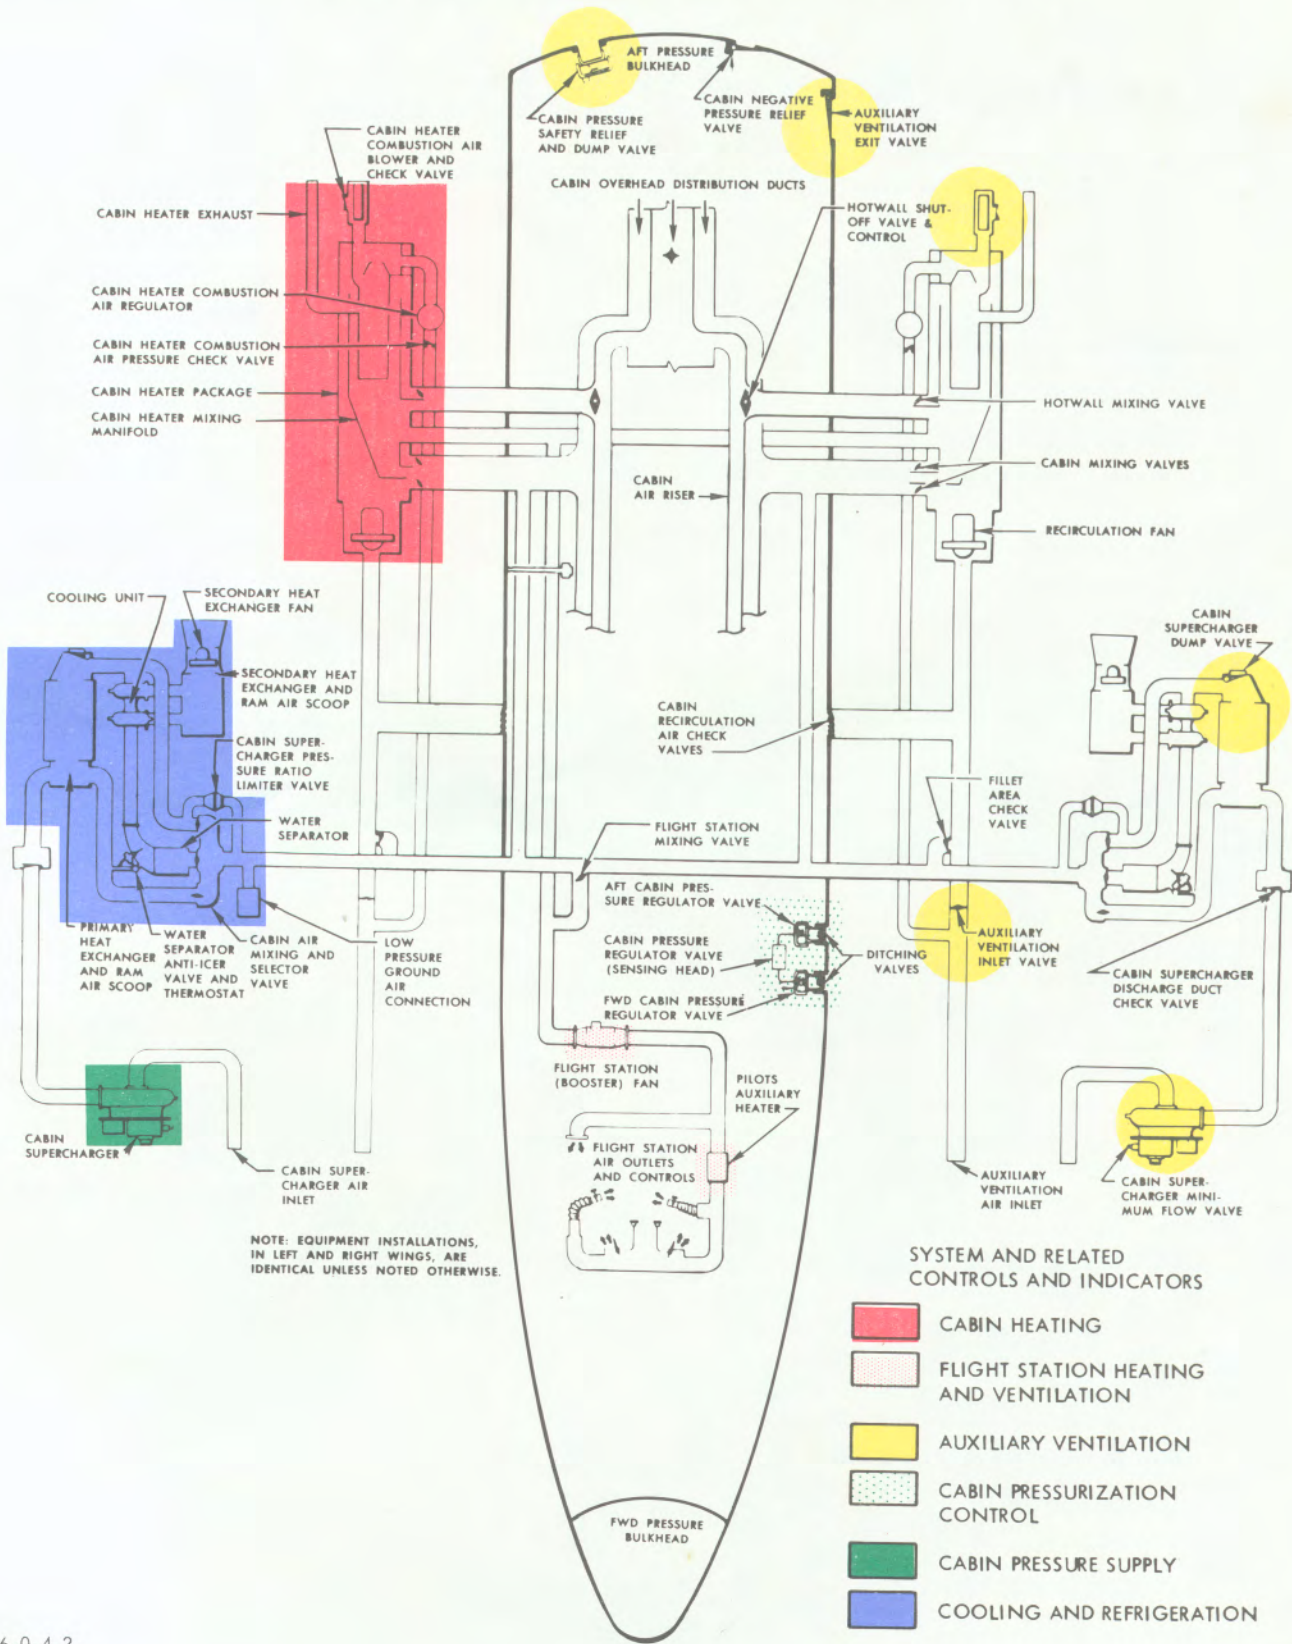 AFT PRESSURE
BULKHEAD
CABIN NEGATIVE
PRESSURE RELIEF
VALVE
AUXILIARY
VENTILATION
EXIT VALVE
CABIN PRESSURE
SAFETY RELIEF
AND DUMP VALVE
CABIN HEATER
COMBUSTION AIR
BLOWER AND
CHECK VALVE
CABIN OVERHEAD DISTRIBUTION DUCTS
CABIN HEATER EXHAUST
HOTWALL SHUT-
OFF VALVE &
CONTROL
CABIN HEATER COMBUSTION
AIR REGULATOR
CABIN HEATER COMBUSTION
AIR PRESSURE CHECK VALVE
CABIN HEATER PACKAGE
CABIN HEATER MIXING
MANIFOLD
HOTWALL MIXING VALVE
CABIN MIXING VALVES
CABIN
AIR RISER
RECIRCULATION FAN
COOLING UNIT
SECONDARY HEAT
EXCHANGER FAN
SECONDARY HEAT
EXCHANGER AND
RAM AIR SCOOP
CABIN SUPER-
CHARGER PRES-
SURE RATIO
LIMITER VALVE
WATER
SEPARATOR
CABIN
SUPERCHARGER
DUMP VALVE
CABIN
RECIRCULATION
AIR CHECK
VALVES
FILLET
AREA
CHECK
VALVE
FLIGHT STATION
MIXING VALVE
AFT CABIN PRES-
SURE REGULATOR VALVE
CABIN PRESSURE
REGULATOR VALVE
(SENSING HEAD)
DITCHING
VALVES
FWD CABIN PRESSURE
REGULATOR VALVE
PRIMARY
HEAT
EXCHANGER
AND RAM
AIR SCOOP
WATER
SEPARATOR
ANTI-ICER
VALVE AND
THERMOSTAT
CABIN AIR
MIXING AND
SELECTOR
VALVE
LOW
PRESSURE
GROUND
AIR
CONNECTION
AUXILIARY
VENTILATION
INLET VALVE
CABIN SUPERCHARGER
DISCHARGE DUCT
CHECK VALVE
FLIGHT STATION
(BOOSTER) FAN
PILOTS
AUXILIARY
HEATER
FLIGHT STATION
AIR OUTLETS
AND CONTROLS
CABIN
SUPERCHARGER
CABIN SUPER-
CHARGER AIR
INLET
AUXILIARY
VENTILATION
AIR INLET
CABIN SUPER-
CHARGER MINI-
MUM FLOW VALVE
NOTE: EQUIPMENT INSTALLATIONS,
IN LEFT AND RIGHT WINGS, ARE
IDENTICAL UNLESS NOTED OTHERWISE.
SYSTEM AND RELATED
CONTROLS AND INDICATORS
CABIN HEATING
FLIGHT STATION HEATING
AND VENTILATION
AUXILIARY VENTILATION
CABIN PRESSURIZATION
CONTROL
CABIN PRESSURE SUPPLY
COOLING AND REFRIGERATION
FWD PRESSURE
BULKHEAD